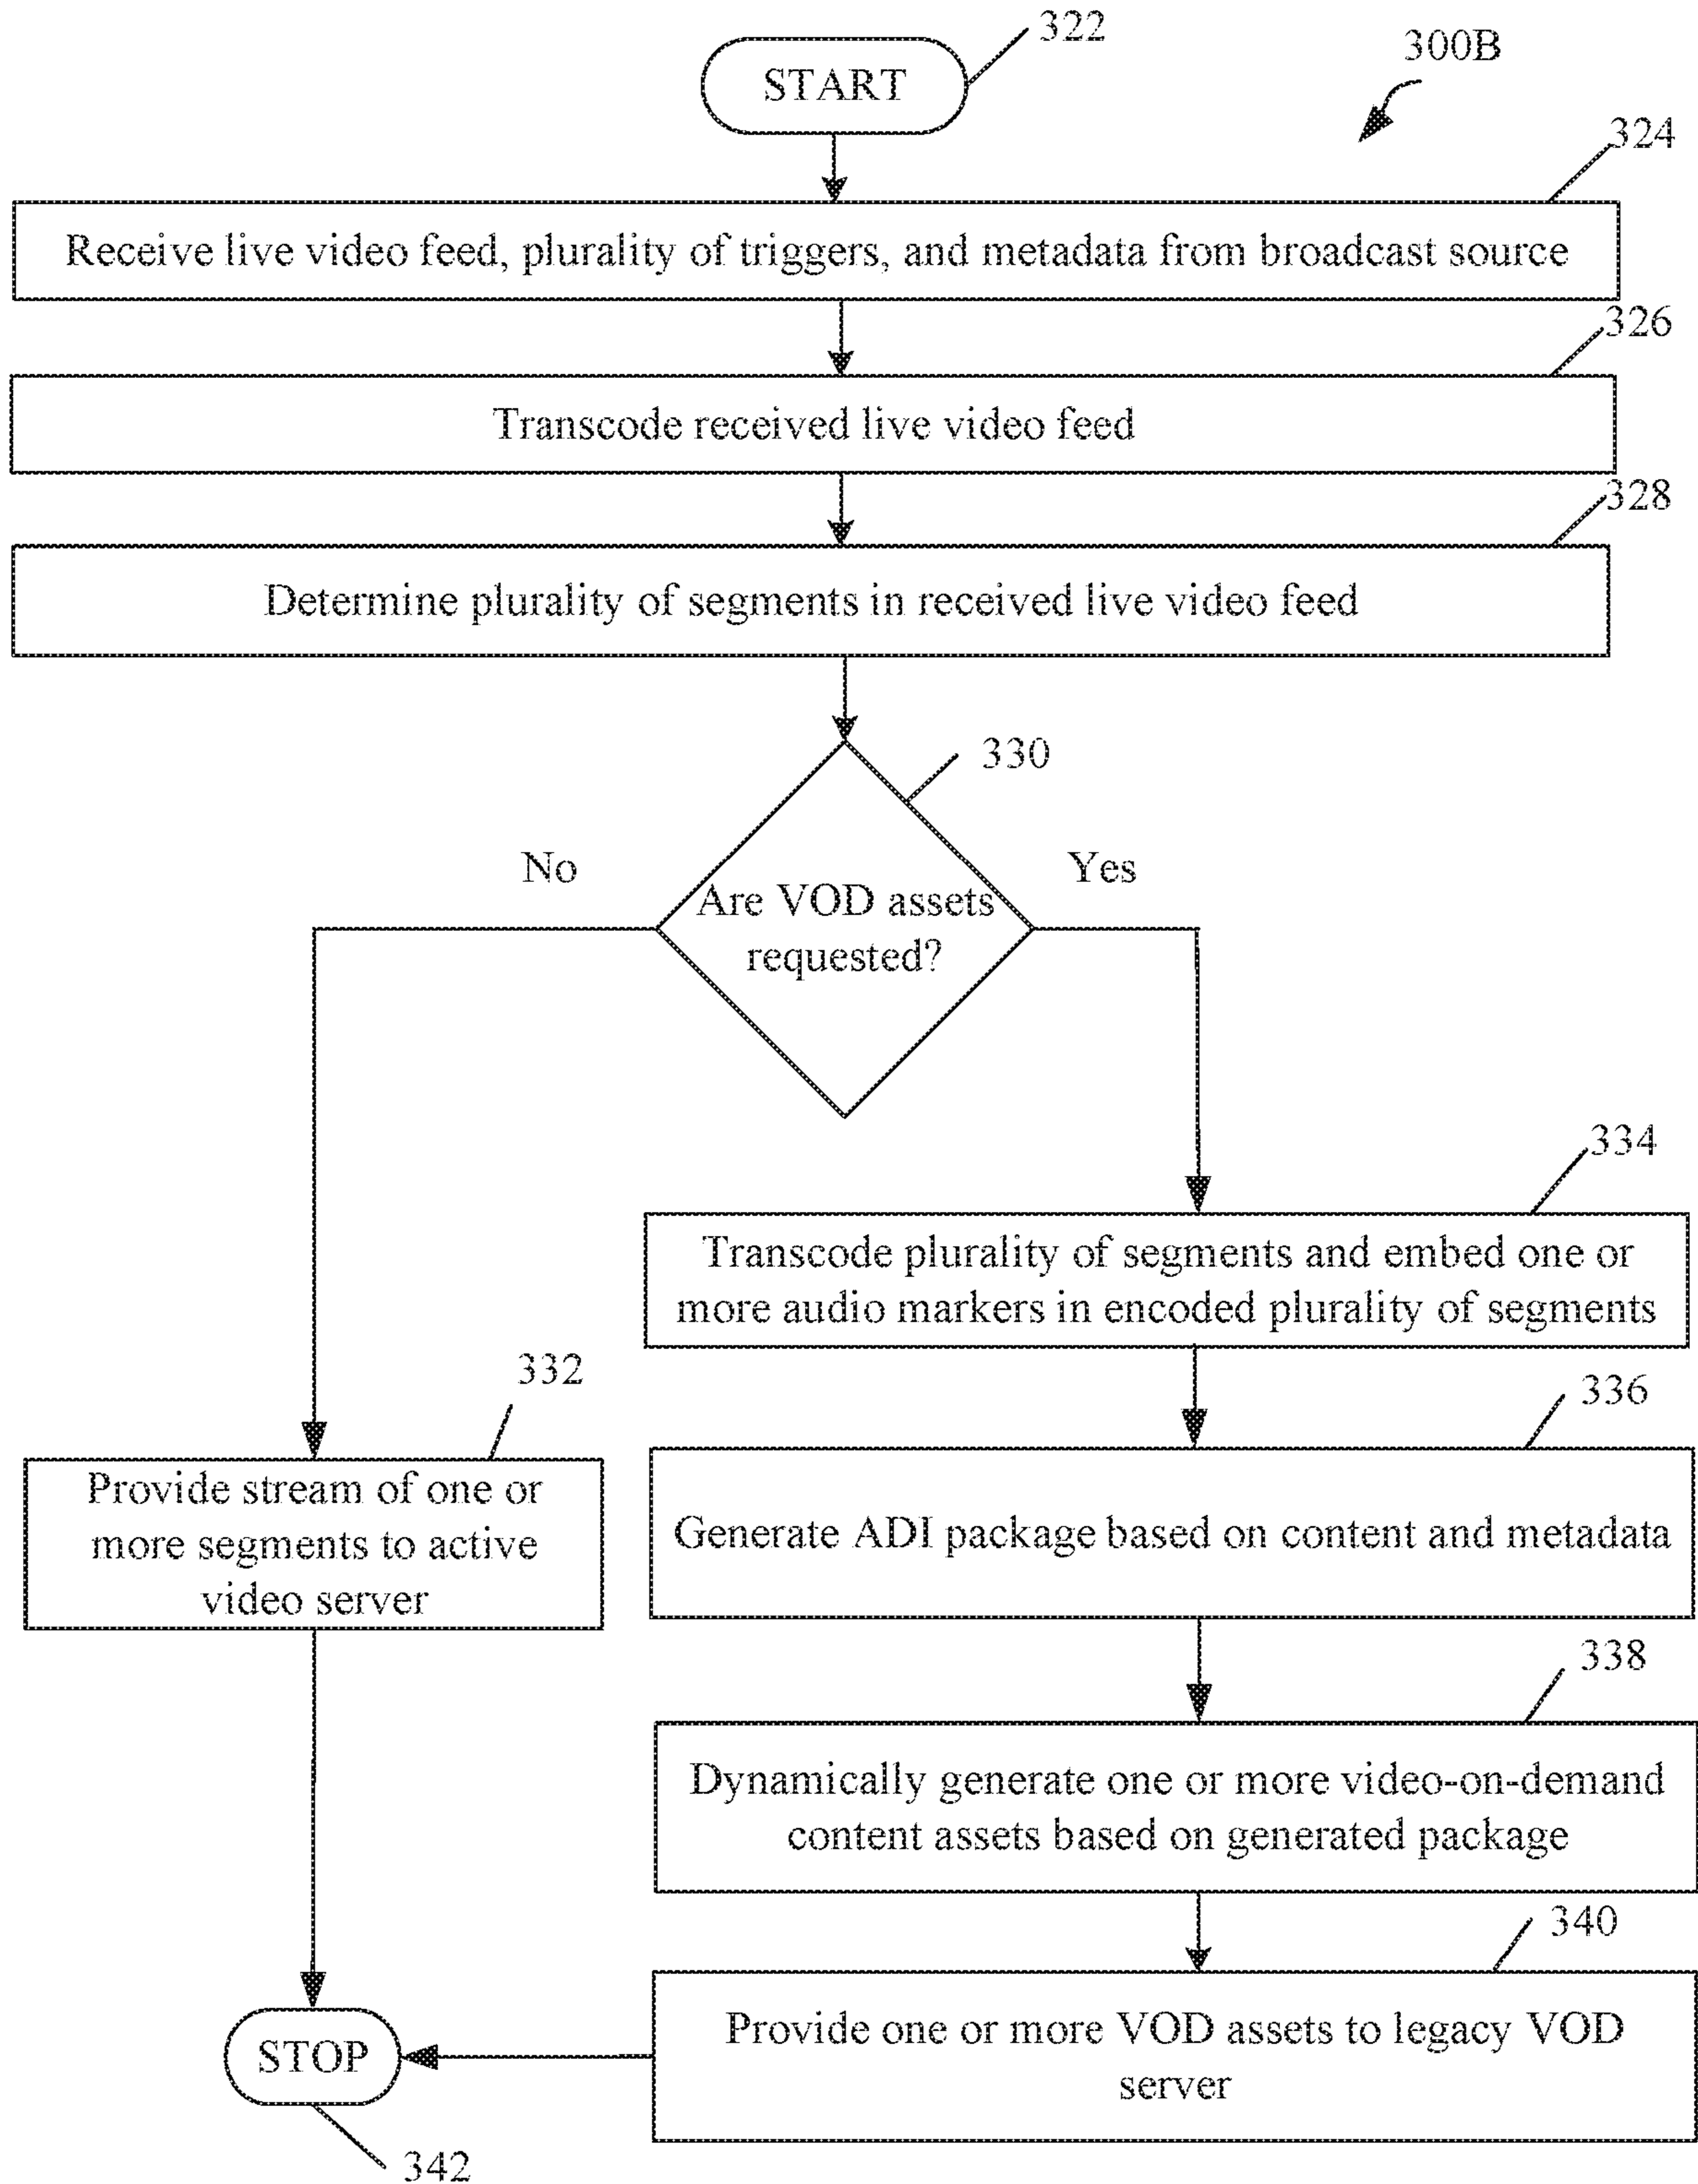 322
START
300B
324
Receive live video feed, plurality of triggers, and metadata from broadcast source
326
Transcode received live video feed
328
Determine plurality of segments in received live video feed
330
No
Yes
Are VOD assets
requested?
334
Transcode plurality of segments and embed one or
more audio markers in encoded plurality of segments
332
Provide stream of one or
more segments to active
video server
336
Generate ADI package based on content and metadata
338
Dynamically generate one or more video-on-demand
content assets based on generated package
340
Provide one or more VOD assets to legacy VOD
server
STOP
342